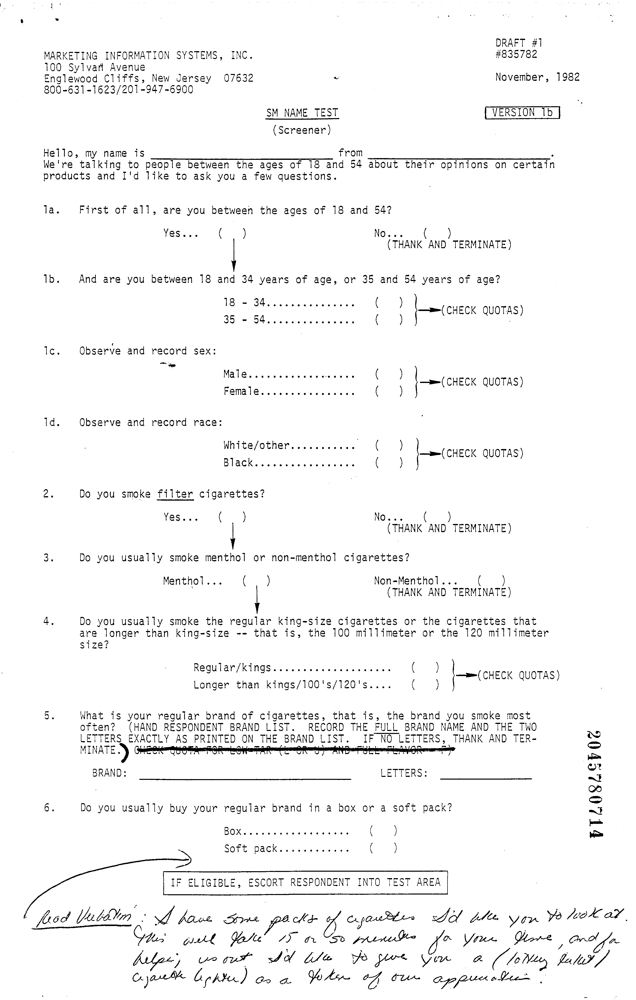 DRAFT #1
MARKETING INFORMATION SYSTEMS, INC. #835782
100 Sylvan Avenue
Englewood Cliffs, New Jersey 07632 November, 1982
800-631-1623/201-947-6900
SM NAME TEST VERSION 1b
(Screener)
Hello, my name is ____ from ____.
We're talking to people between the ages of 18 and 54 about their opinions on certain
products and I'd like to ask you a few questions.
1a. First of all, are you between the ages of 18 and 54?
Yes... ( ) No... ( )
(THANK AND TERMINATE)
1b. And are you between 18 and 34 years of age, or 35 and 54 years of age?
18 - 34............... ( )
(CHECK QUOTAS)
35 - 54............... ( )
1c. Observe and record sex:
Male.................. ( )
(CHECK QUOTAS)
Female................ ( )
1d. Observe and record race:
White/other........... ( )
(CHECK QUOTAS)
Black................. ( )
2. Do you smoke filter cigarettes?
Yes... ( ) No... ( )
(THANK AND TERMINATE)
3. Do you usually smoke menthol or non-menthol cigarettes?
Menthol... ( ) Non-Menthol... ( )
(THANK AND TERMINATE)
4. Do you usually smoke the regular king-size cigarettes or the cigarettes that
are longer than king-size -- that is, the 100 millimeter or the 120 millimeter
size?
Regular/kings.................... ( )
(CHECK QUOTAS)
Longer than kings/100's/120's.... ( )
5. What is your regular brand of cigarettes, that is, the brand you smoke most
often? (HAND RESPONDENT BRAND LIST. RECORD THE FULL BRAND NAME AND THE TWO
LETTERS EXACTLY AS PRINTED ON THE BRAND LIST. IF NO LETTERS, THANK AND TER-
MINATE.) CHECK QUOTA FOR LOW TAR (L OR U) AND FULL FLAVOR - F)
BRAND: ____ LETTERS: ____
6. Do you usually buy your regular brand in a box or a soft pack?
Box.................. ( )
Soft pack............ ( )
IF ELIGIBLE, ESCORT RESPONDENT INTO TEST AREA
Read Verbatim: I have some packs of cigarettes I'd like you to look at.
This will take 15 or minutes of your time, and for
helping us out I'd like to give you a (lottery ticket/
cigarette lighter) as a token of our appreciation.
2045780714